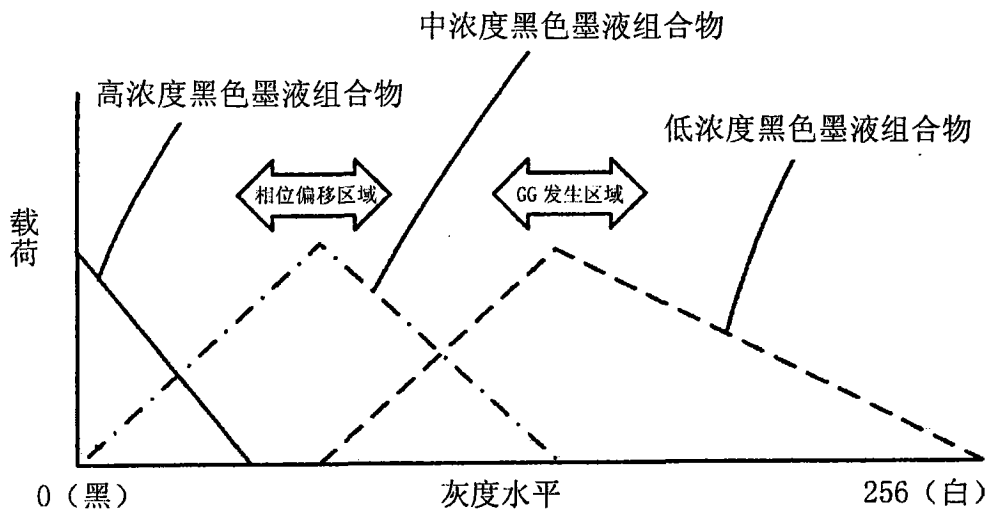 中浓度黑色墨液组合物
高浓度黑色墨液组合物
低浓度黑色墨液组合物
相位偏移区域
GG 发生区域
载荷
0（黑）
灰度水平
256（白）